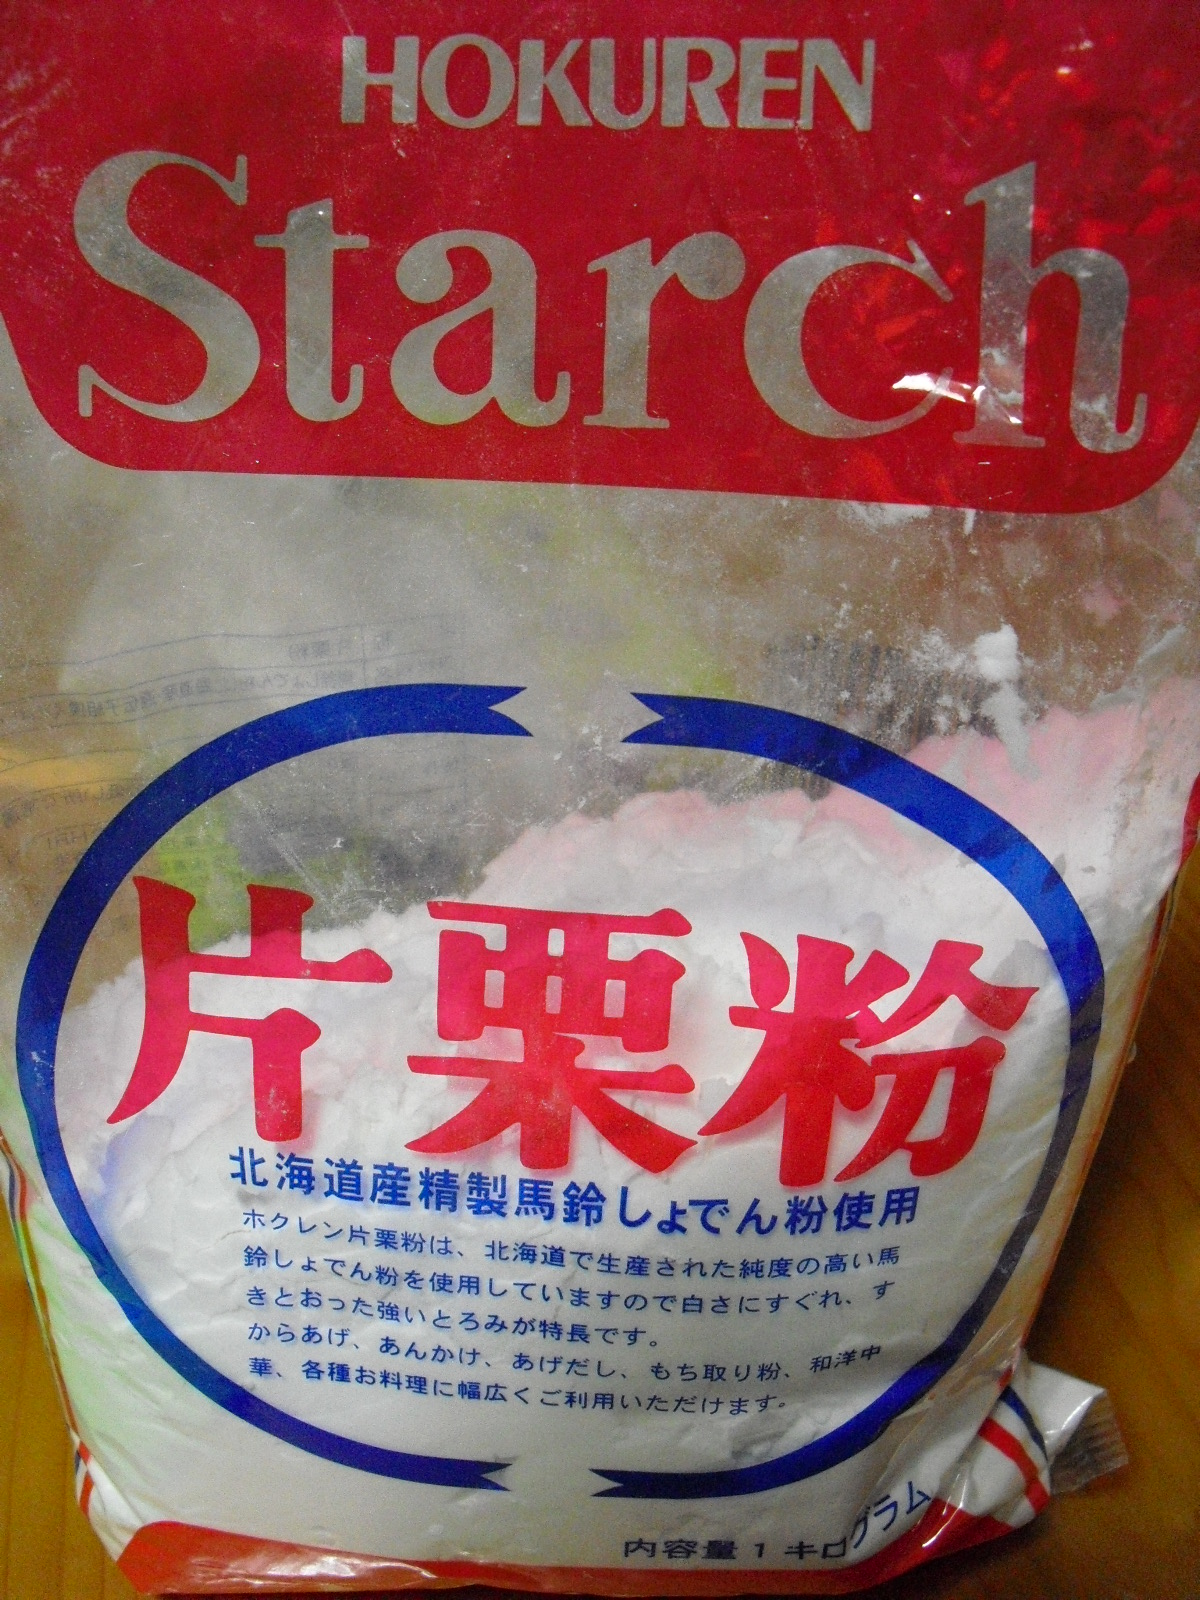 HOKUREN
Starch
片栗粉
北海道産精製馬鈴しょでん粉使用
ホクレン片栗粉は、北海道で生産された純度の高い馬
鈴しょでん粉を使用していますので白さにすぐれ、す
きとおった強いとろみが特長です。
からあげ、あんかけ、あげだし、もち取り粉、和洋中
華、各種お料理に幅広くご利用いただけます。
内容量1キログラム